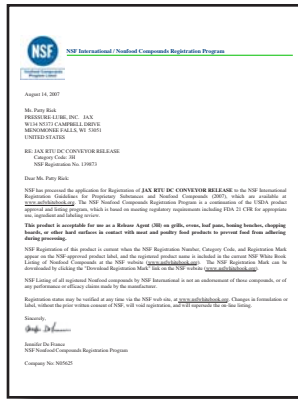 NSF
NSF International / Nonfood Compounds Registration Program
Nonfood Compounds
Program Listed
August 14, 2007
Ms. Patty Riek
PRESSURE-LUBE, INC. JAX
W134 N5373 CAMPBELL DRIVE
MENOMONEE FALLS, WI 53051
UNITED STATES
RE: JAX RTU DC CONVEYOR RELEASE
Category Code: 3H
NSF Registration No. 139873
Dear Ms. Patty Riek:
NSF has processed the application for Registration of JAX RTU DC CONVEYOR RELEASE to the NSF International
Registration Guidelines for Proprietary Substances and Nonfood Compounds (2007), which are available at
www.nsfwhitebook.org. The NSF Nonfood Compounds Registration Program is a continuation of the USDA product
approval and listing program, which is based on meeting regulatory requirements including FDA 21 CFR for appropriate
use, ingredient and labeling review.
This product is acceptable for use as a Release Agent (3H) on grills, ovens, loaf pans, boning benches, chopping
boards, or other hard surfaces in contact with meat and poultry food products to prevent food from adhering
during processing.
NSF Registration of this product is current when the NSF Registration Number, Category Code, and Registration Mark
appear on the NSF-approved product label, and the registered product name is included in the current NSF White Book
Listing of Nonfood Compounds at the NSF website (www.nsfwhitebook.org). The NSF Registration Mark can be
downloaded by clicking the "Download Registration Mark" link on the NSF website (www.nsfwhitebook.org).
NSF Listing of all registered Nonfood compounds by NSF International is not an endorsement of those compounds, or of
any performance or efficacy claims made by the manufacturer.
Registration status may be verified at any time via the NSF web site, at www.nsfwhitebook.org. Changes in formulation or
label, without the prior written consent of NSF, will void registration, and will supersede the on-line listing.
Sincerely,
Jennifer De France
NSF Nonfood Compounds Registration Program
Company No: N05625